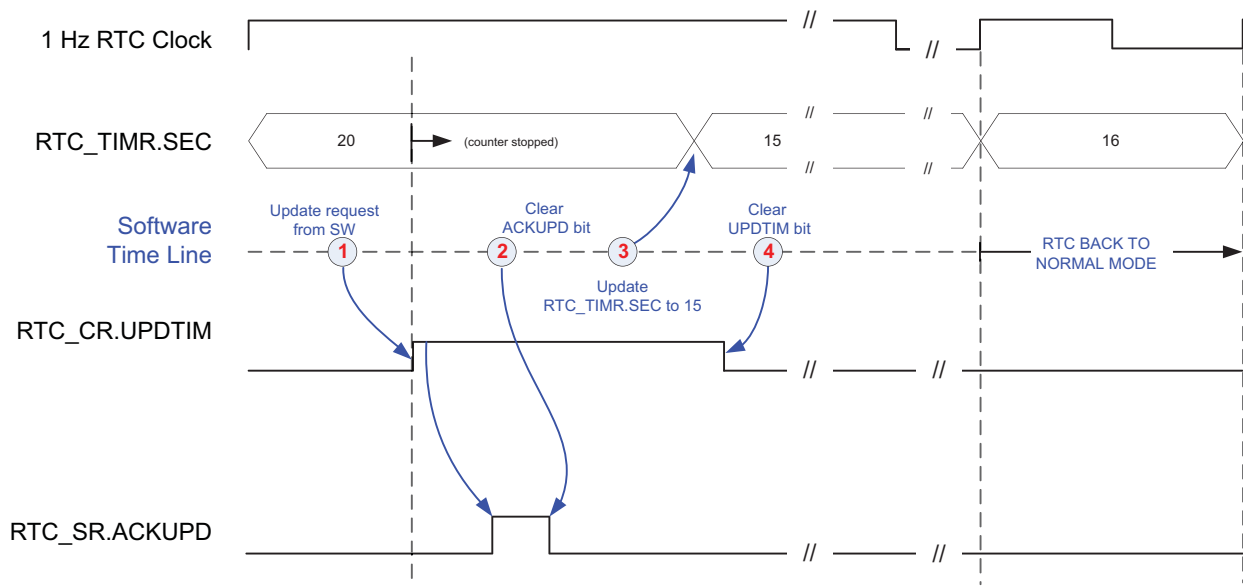 1 Hz RTC Clock
//
//
RTC_TIMR.SEC
20
(counter stopped)
//
//
15
16
//
//
Software
Time Line
Update request
from SW
1
Clear
ACKUPD bit
2
3
Update
RTC_TIMR.SEC to 15
Clear
UPDTIM bit
4
RTC BACK TO
NORMAL MODE
RTC_CR.UPDTIM
//
//
RTC_SR.ACKUPD
//
//